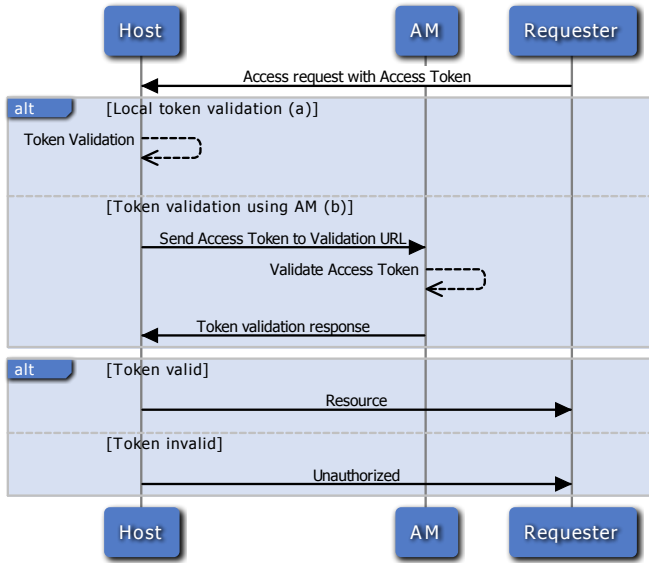 Host AM Requester
Access request with Access Token
alt [Local token validation (a)]
Token Validation
[Token validation using AM (b)]
Send Access Token to Validation URL
Validate Access Token
Token validation response
alt [Token valid]
Resource
[Token invalid]
Unauthorized
Host AM Requester